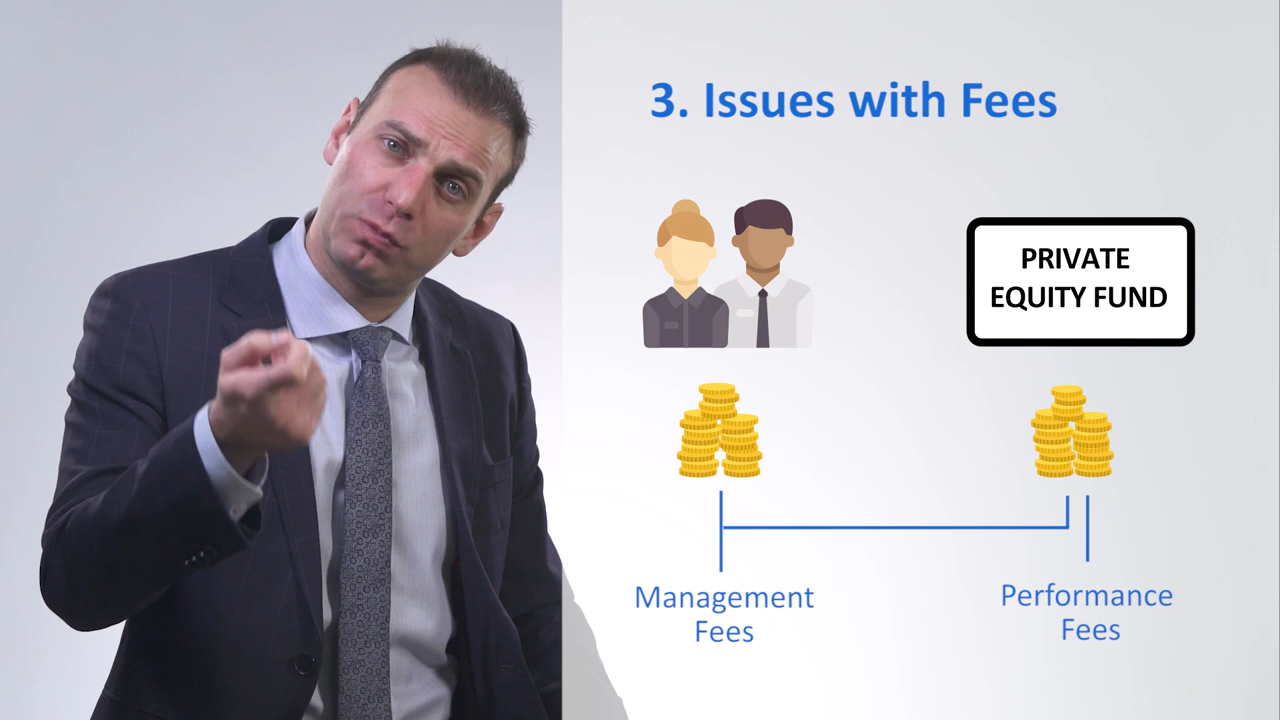 3. Issues with Fees
PRIVATE
EQUITY FUND
Management
Fees
Performance
Fees